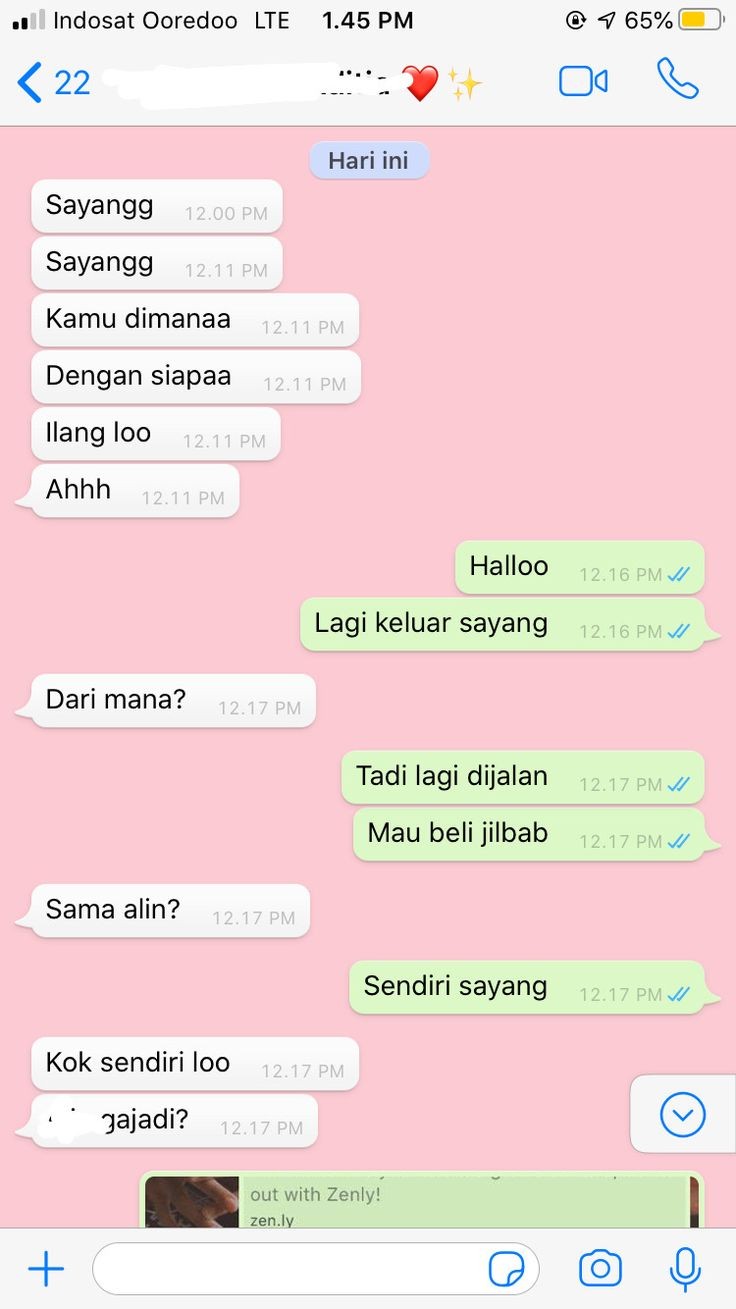 Indosat Ooredoo LTE 1.45 PM 65%
22
Hari ini
Sayangg 12.00 PM
Sayangg 12.11 PM
Kamu dimanaa 12.11 PM
Dengan siapaa 12.11 PM
Ilang loo 12.11 PM
Ahhh 12.11 PM
Halloo 12.16 PM
Lagi keluar sayang 12.16 PM
Dari mana? 12.17 PM
Tadi lagi dijalan 12.17 PM
Mau beli jilbab 12.17 PM
Sama alin? 12.17 PM
Sendiri sayang 12.17 PM
Kok sendiri loo 12.17 PM
gajadi? 12.17 PM
out with Zenly!
zen.ly